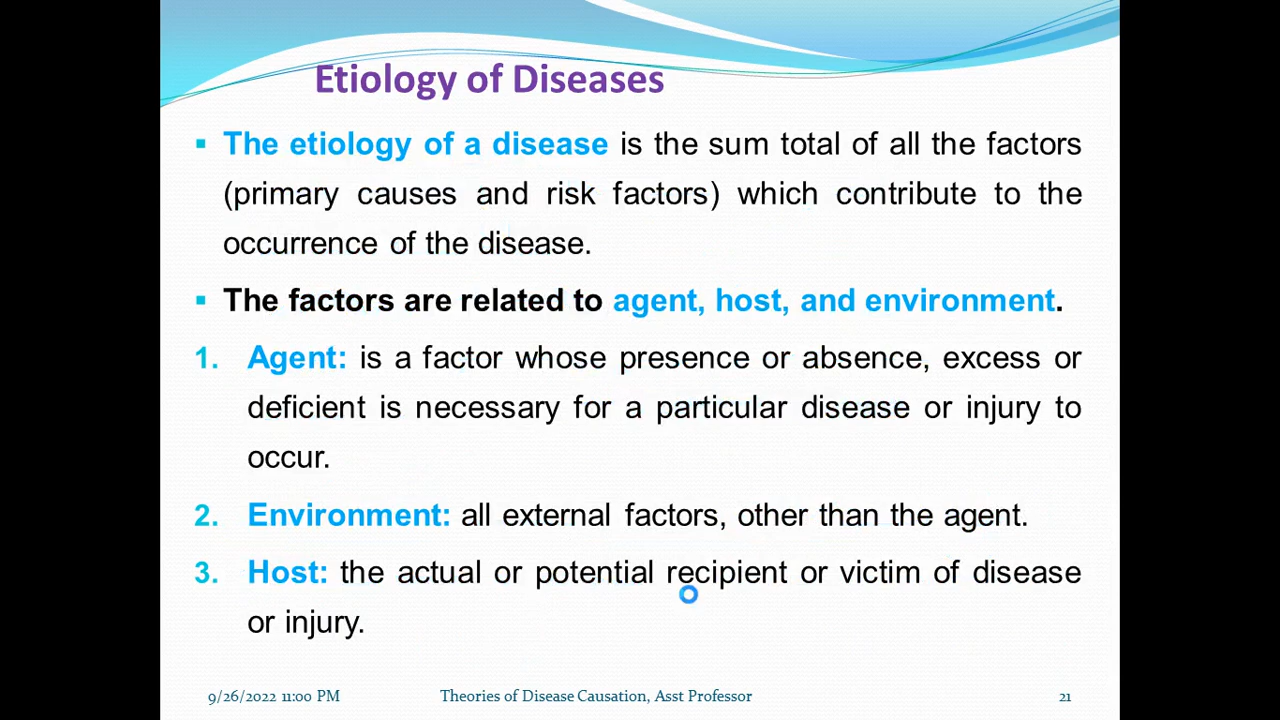 Etiology of Diseases
▪ The etiology of a disease is the sum total of all the factors
(primary causes and risk factors) which contribute to the
occurrence of the disease.
▪ The factors are related to agent, host, and environment.
1. Agent: is a factor whose presence or absence, excess or
deficient is necessary for a particular disease or injury to
occur.
2. Environment: all external factors, other than the agent.
3. Host: the actual or potential recipient or victim of disease
or injury.
9/26/2022 11:00 PM Theories of Disease Causation, Asst Professor 21